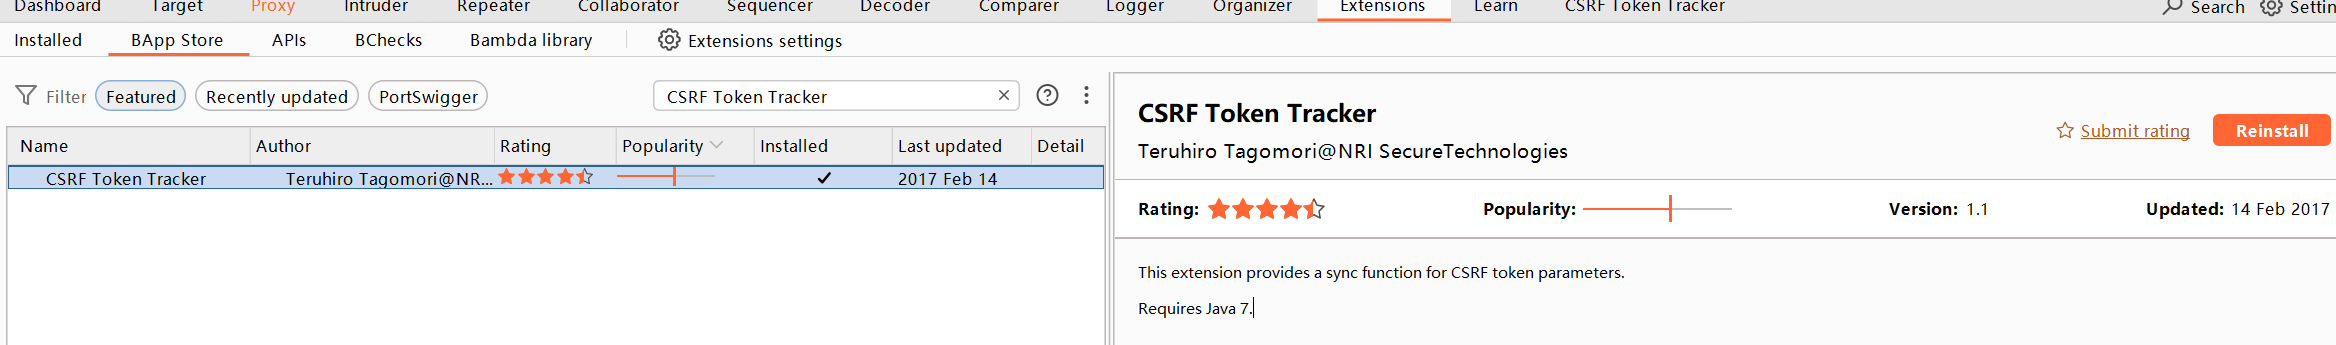 Dashboard Target Proxy Intruder Repeater Collaborator Sequencer Decoder Comparer Logger Organizer Extensions Learn CSRF Token Tracker Search Settin
Installed BApp Store APIs BChecks Bambda library Extensions settings
Filter Featured Recently updated PortSwigger CSRF Token Tracker
Name Author Rating Popularity Installed Last updated Detail
CSRF Token Tracker Teruhiro Tagomori@NR... 2017 Feb 14
CSRF Token Tracker
Teruhiro Tagomori@NRI SecureTechnologies
Submit rating Reinstall
Rating: Popularity: Version: 1.1 Updated: 14 Feb 2017
This extension provides a sync function for CSRF token parameters.
Requires Java 7.